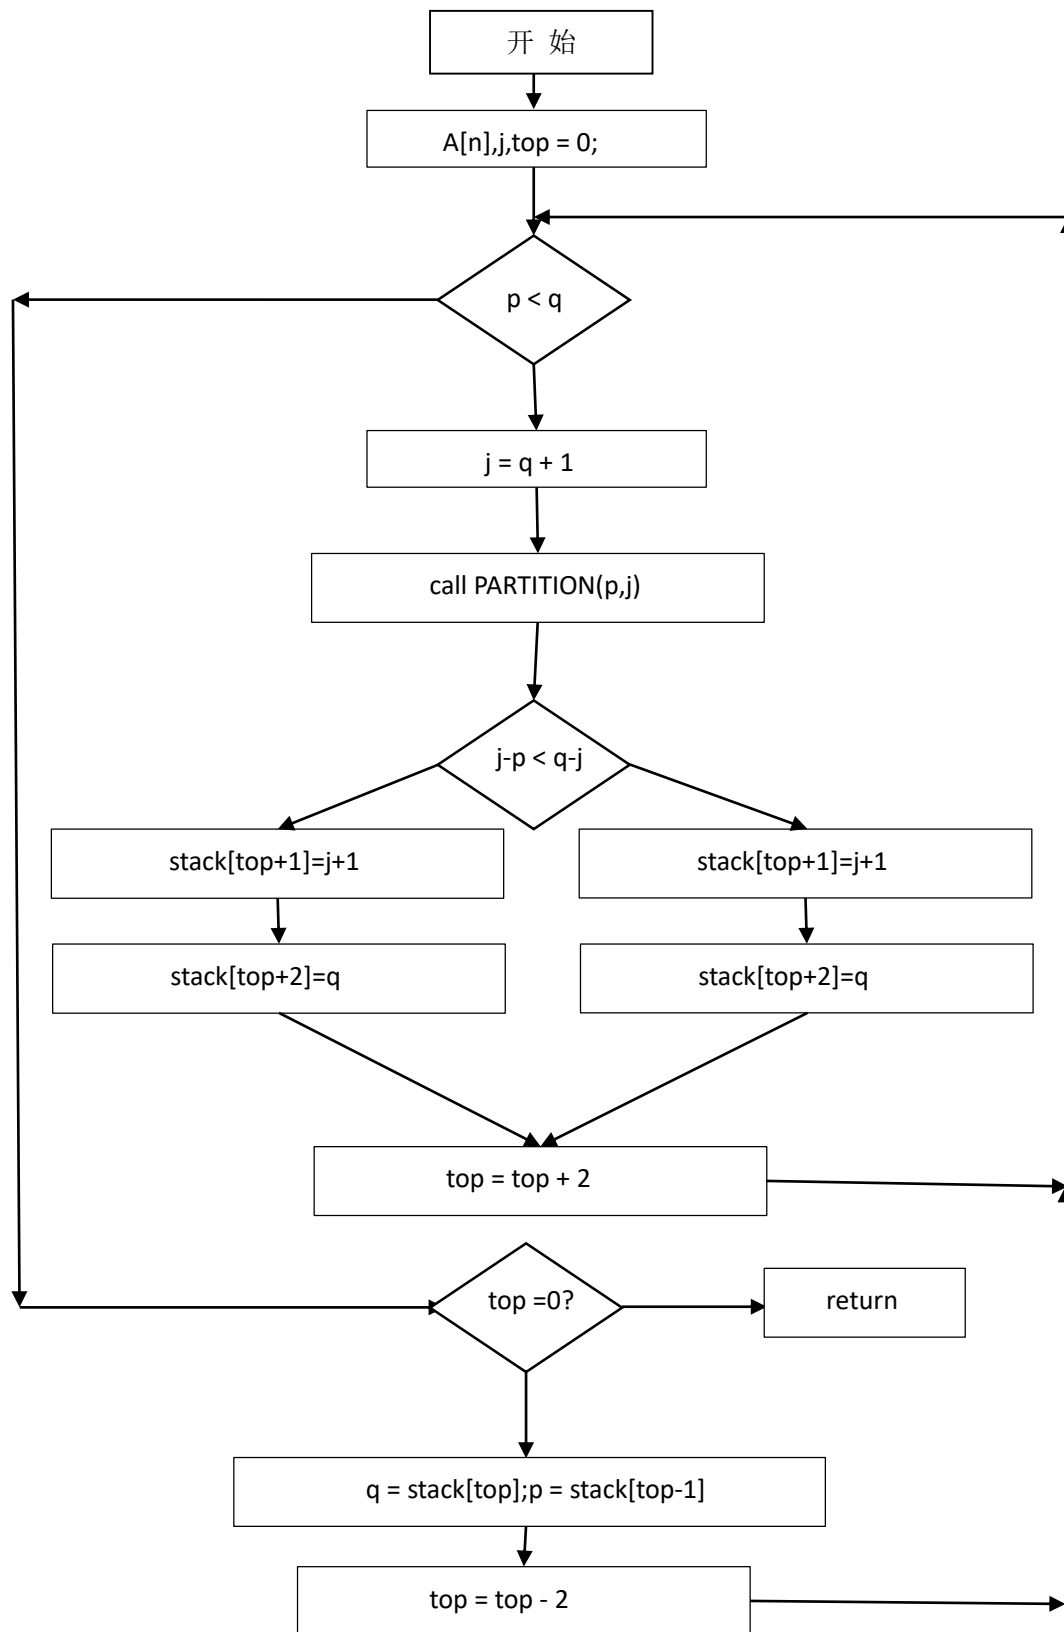 开 始
A[n],j,top = 0;
p < q
j = q + 1
call PARTITION(p,j)
j-p < q-j
stack[top+1]=j+1
stack[top+1]=j+1
stack[top+2]=q
stack[top+2]=q
top = top + 2
top =0?
return
q = stack[top];p = stack[top-1]
top = top - 2